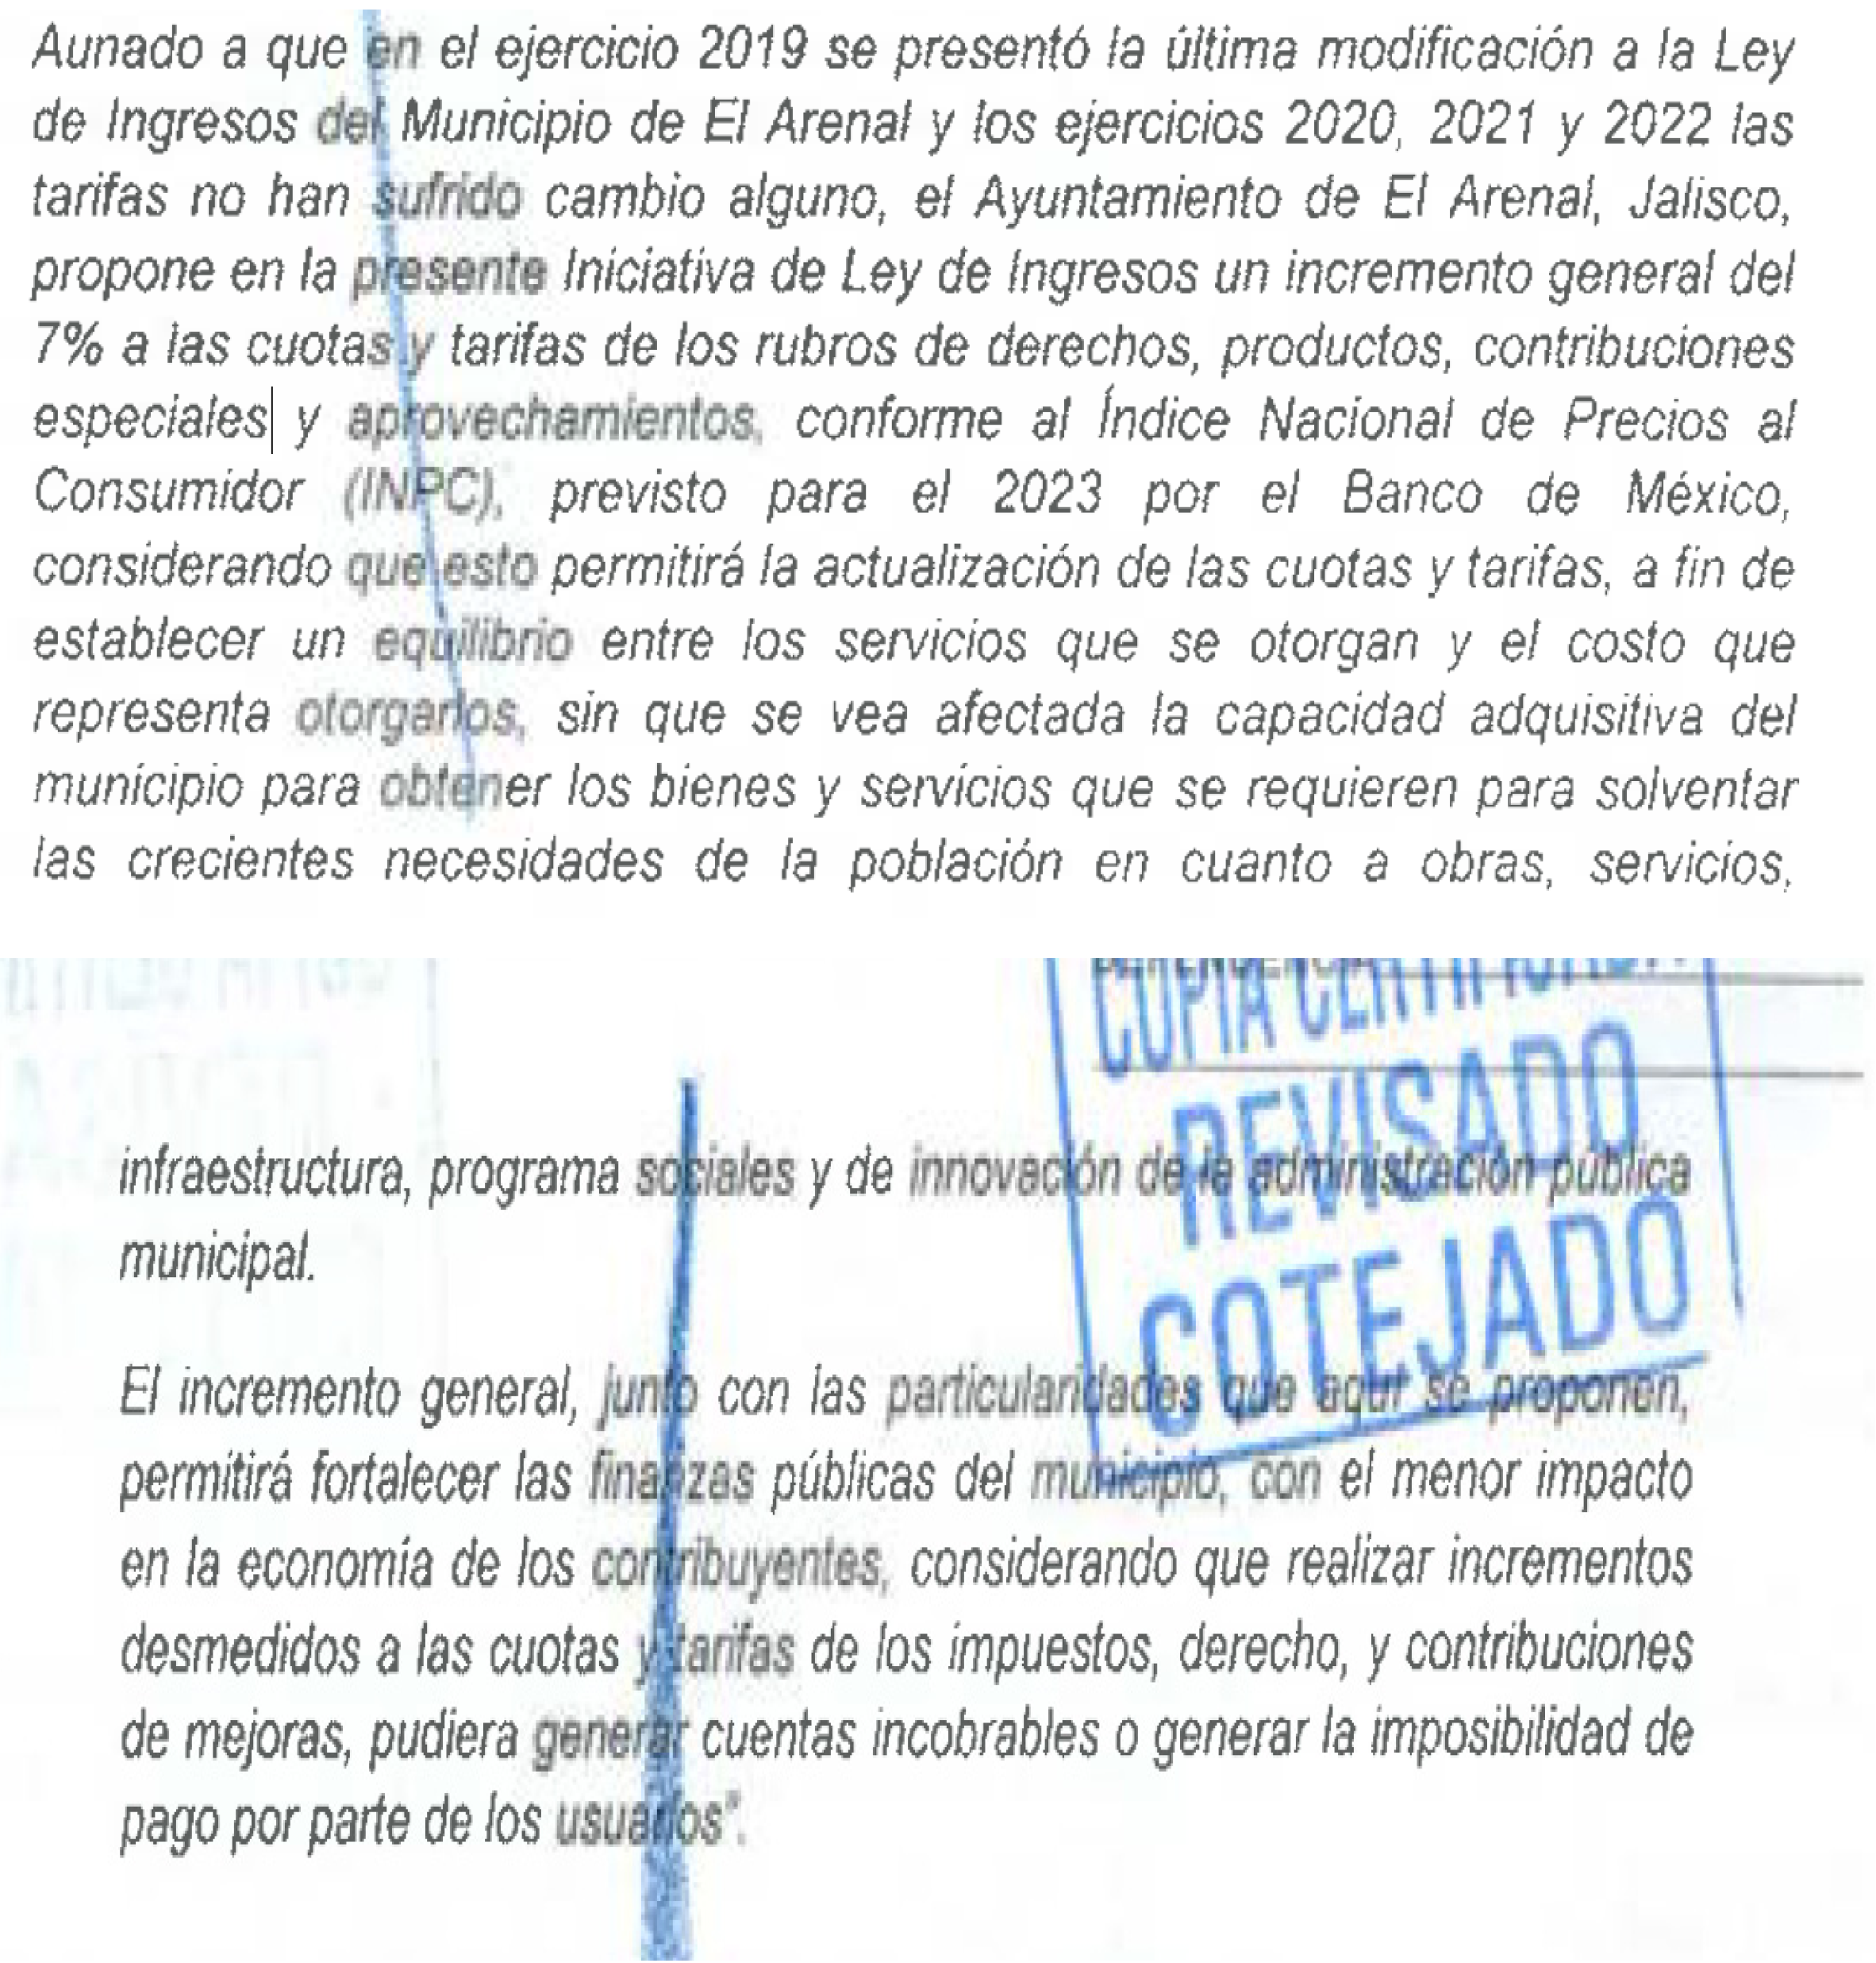 Aunado a que en el ejercicio 2019 se presentó la última modificación a la Ley
de Ingresos del Municipio de El Arenal y los ejercicios 2020, 2021 y 2022 las
tarifas no han sufrido cambio alguno, el Ayuntamiento de El Arenal, Jalisco,
propone en la presente Iniciativa de Ley de Ingresos un incremento general del
7% a las cuotas y tarifas de los rubros de derechos, productos, contribuciones
especiales y aprovechamientos, conforme al Índice Nacional de Precios al
Consumidor (INPC), previsto para el 2023 por el Banco de México,
considerando que esto permitirá la actualización de las cuotas y tarifas, a fin de
establecer un equilibrio entre los servicios que se otorgan y el costo que
representa otorgarlos, sin que se vea afectada la capacidad adquisitiva del
municipio para obtener los bienes y servicios que se requieren para solventar
las crecientes necesidades de la población en cuanto a obras, servicios,
COPIA CERTIFICADA
REVISADO
COTEJADO
infraestructura, programa sociales y de innovación de la administración pública
municipal.
El incremento general, junto con las particularidades que aquí se proponen,
permitirá fortalecer las finanzas públicas del municipio, con el menor impacto
en la economía de los contribuyentes, considerando que realizar incrementos
desmedidos a las cuotas y tarifas de los impuestos, derecho, y contribuciones
de mejoras, pudiera generar cuentas incobrables o generar la imposibilidad de
pago por parte de los usuarios".